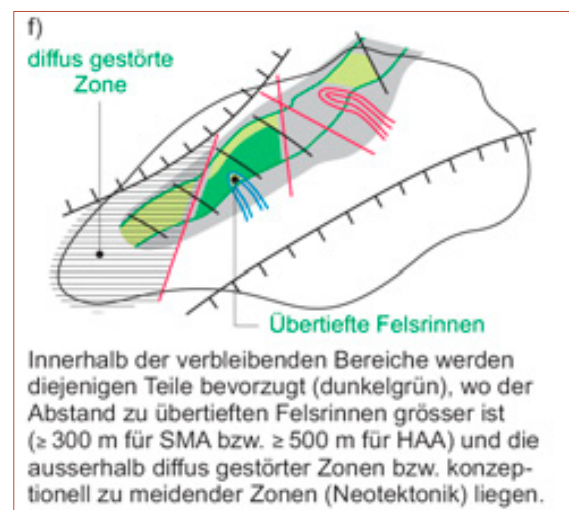 f)
diffus gestörte
Zone
Übertiefte Felsrinnen
Innerhalb der verbleibenden Bereiche werden
diejenigen Teile bevorzugt (dunkelgrün), wo der
Abstand zu übertieften Felsrinnen grösser ist
(≥ 300 m für SMA bzw. ≥ 500 m für HAA) und die
ausserhalb diffus gestörter Zonen bzw. konzep-
tionell zu meidender Zonen (Neotektonik) liegen.